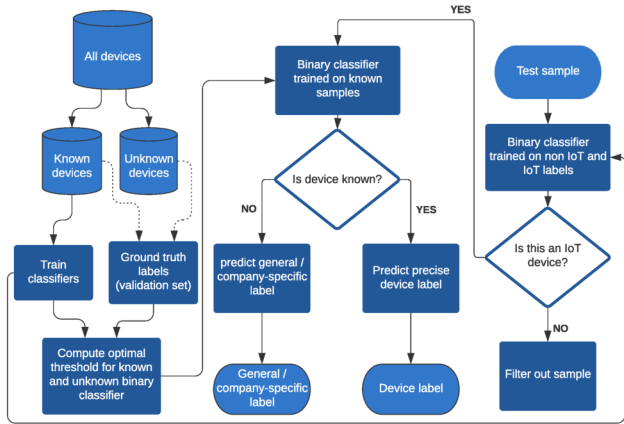 YES
All devices
Binary classifier
trained on known
samples
Test sample
Known
devices
Unknown
devices
Binary classifier
trained on non IoT and
IoT labels
Is device known?
NO
YES
Train
classifiers
Ground truth
labels
(validation set)
predict general /
company-specific
label
Predict precise
device label
Is this an IoT
device?
NO
Compute optimal
threshold for known
and unknown binary
classifier
General /
company-specific
label
Device label
Filter out sample